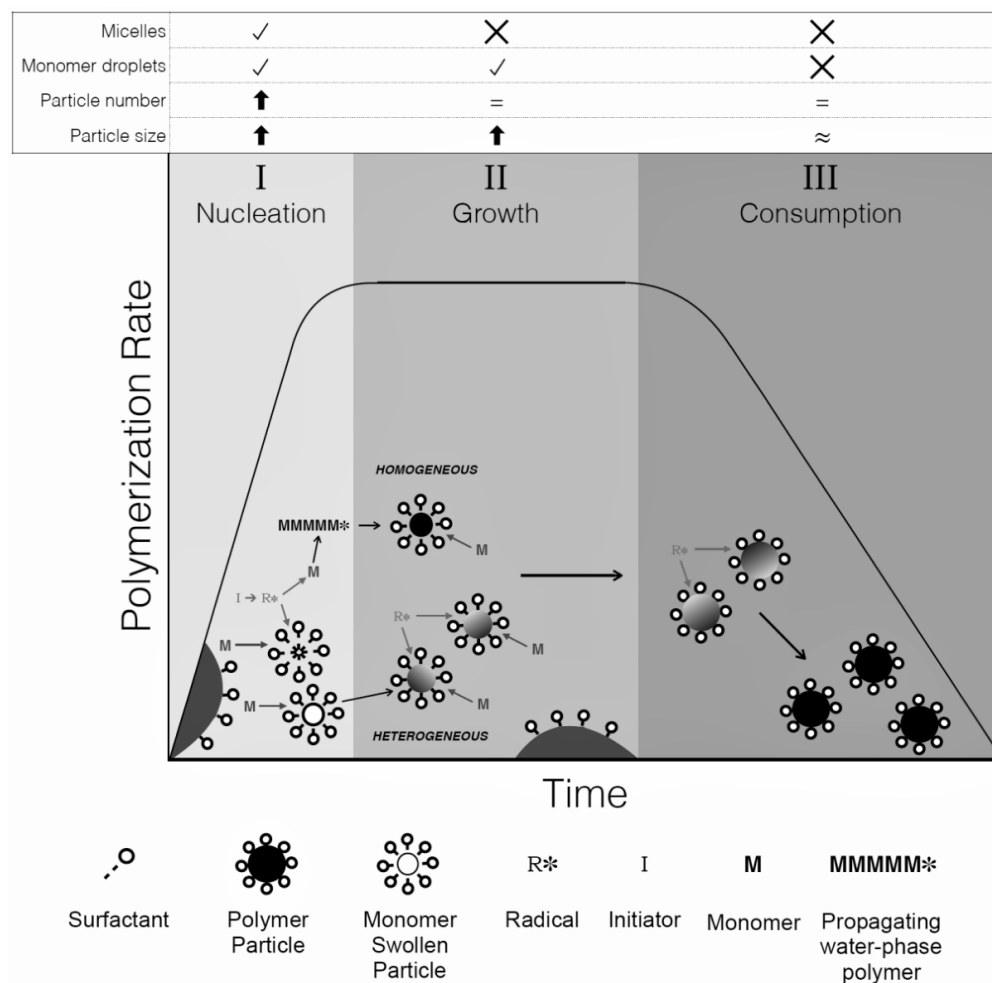 Micelles ✓ ✕ ✕
Monomer droplets ✓ ✓ ✕
Particle number ⬆ = =
Particle size ⬆ ⬆ ≈
I II III
Nucleation Growth Consumption
Polymerization Rate
HOMOGENEOUS
MMMMM* M
M
I → R*
M
M
R*
M
M
HETEROGENEOUS
R*
Time
R* I M MMMMM*
Surfactant Polymer Monomer Radical Initiator Monomer Propagating
Particle Swollen water-phase
Particle polymer